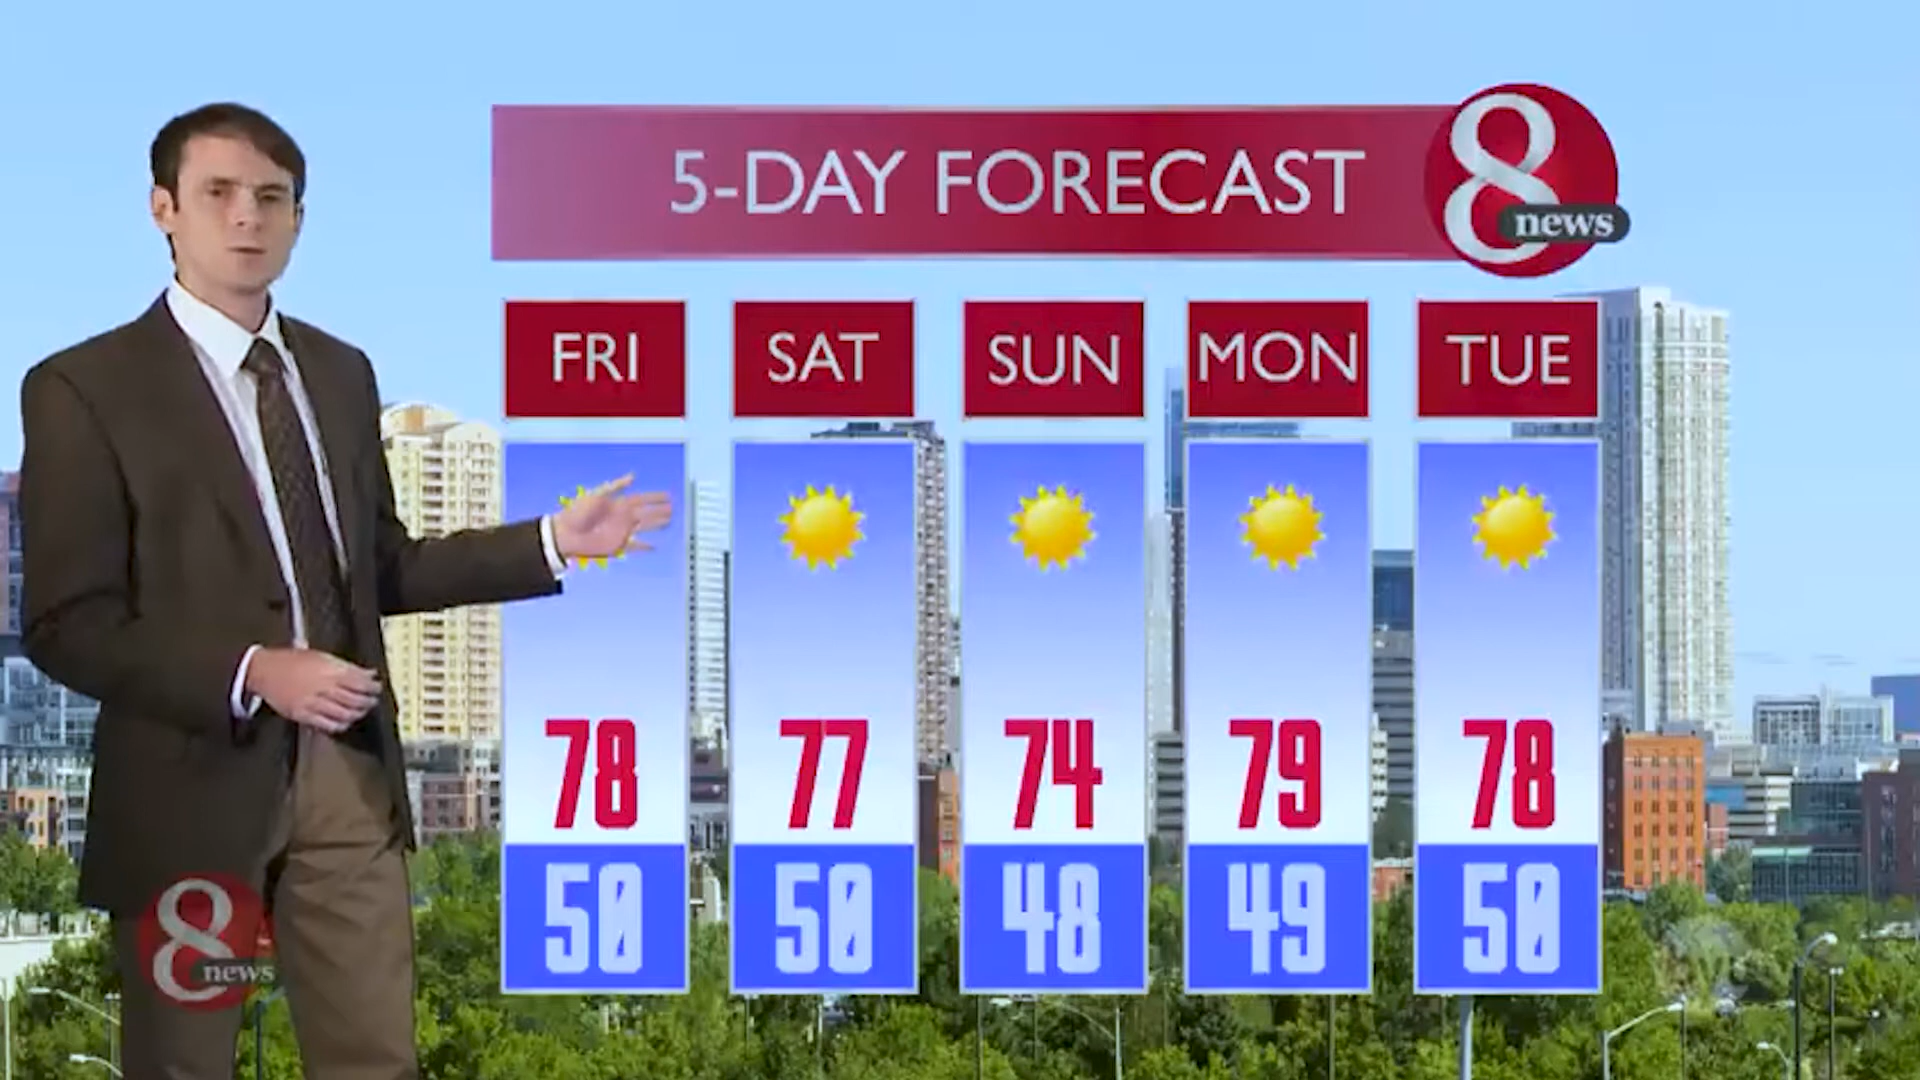 5-DAY FORECAST
8
news
FRI SAT SUN MON TUE
78 77 74 79 78
50 50 48 49 50
8
news